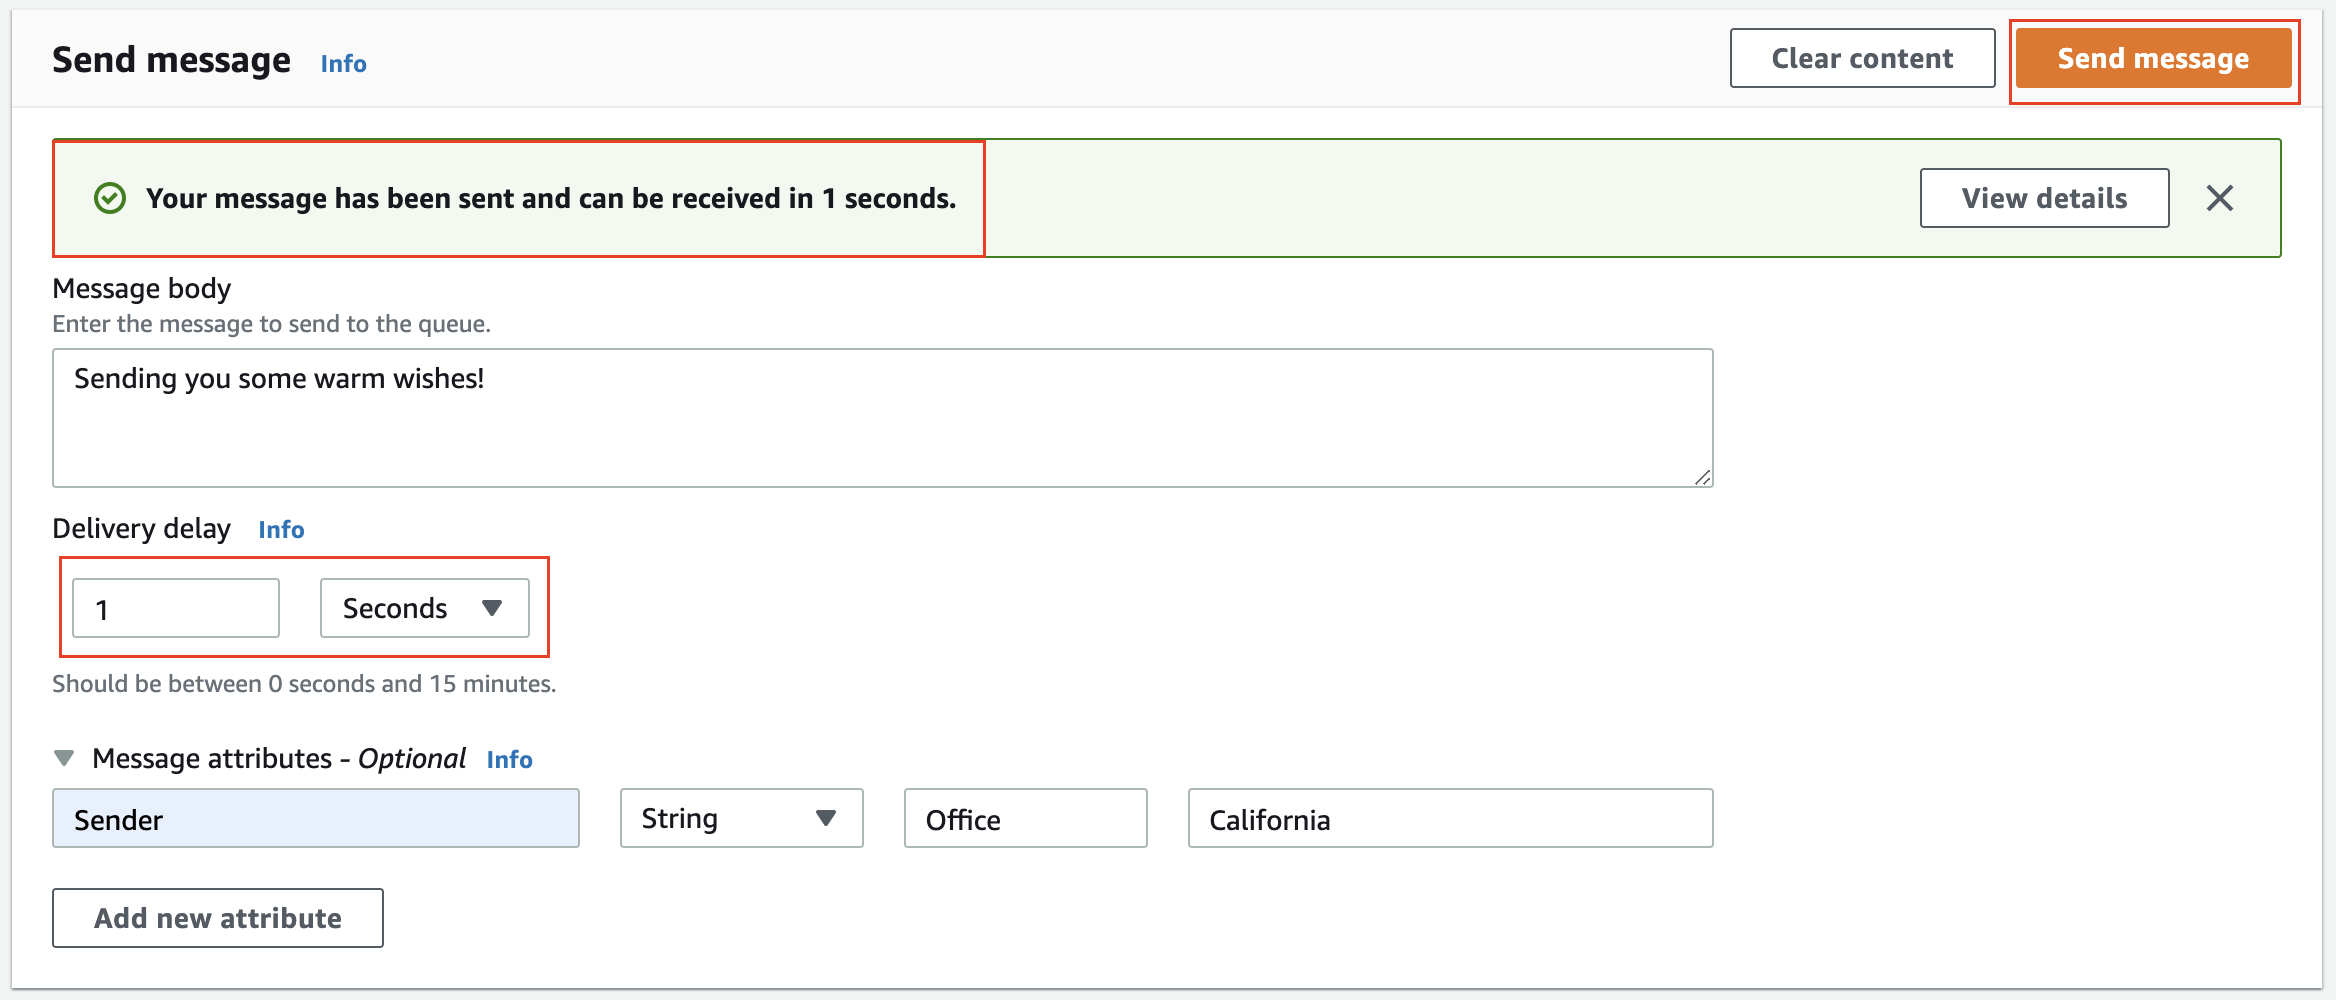 Send message Info Clear content Send message
Your message has been sent and can be received in 1 seconds. View details
Message body
Enter the message to send to the queue.
Sending you some warm wishes!
Delivery delay Info
1 Seconds
Should be between 0 seconds and 15 minutes.
Message attributes - Optional Info
Sender String Office California
Add new attribute